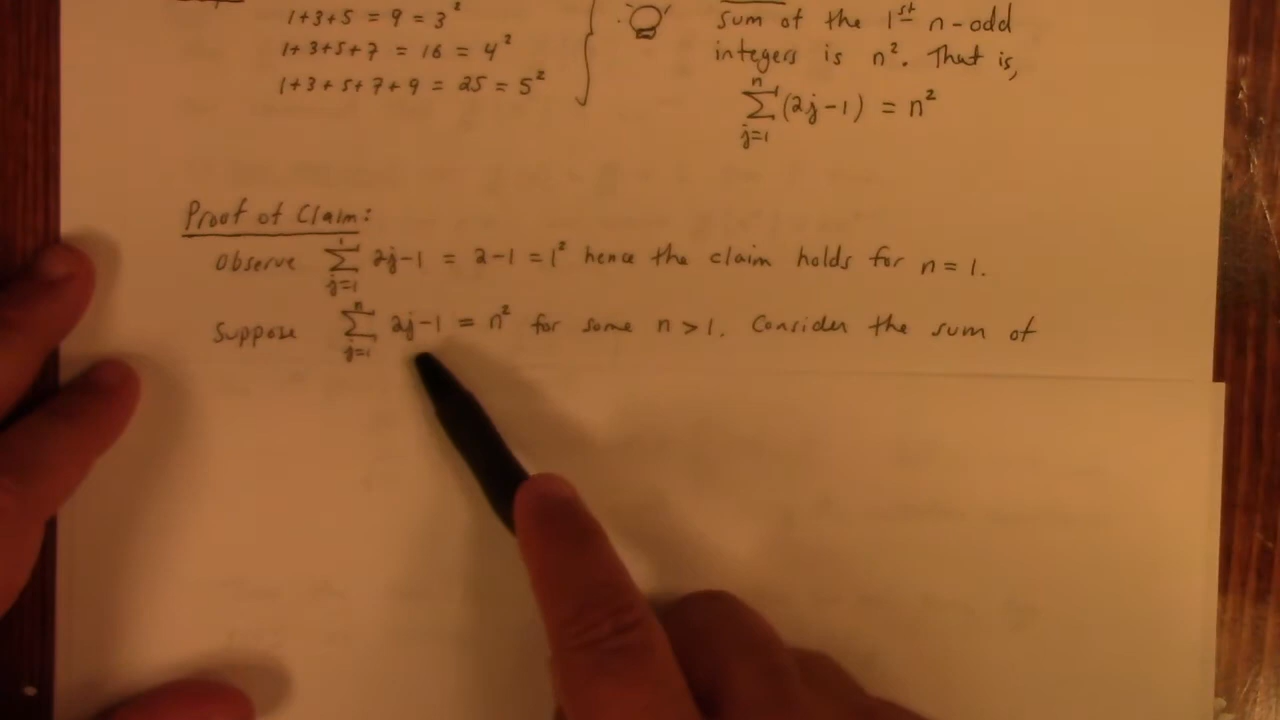 1+3+5 = 9 = 3²
1+3+5+7 = 16 = 4²
1+3+5+7+9 = 25 = 5²
sum of the 1st n-odd
integers is n². That is,
n
∑ (2j-1) = n²
j=1
Proof of Claim:
Observe ∑_{j=1}^{1} 2j-1 = 2-1 = 1² hence the claim holds for n = 1.
Suppose ∑_{j=1}^{n} 2j-1 = n² for some n > 1. Consider the sum of